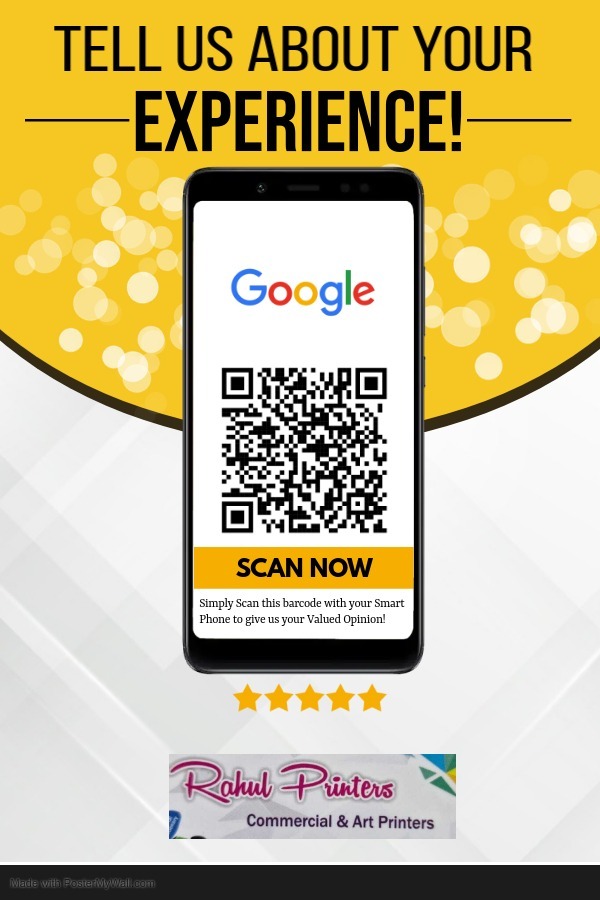 TELL US ABOUT YOUR
EXPERIENCE!
Google
SCAN NOW
Simply Scan this barcode with your Smart
Phone to give us your Valued Opinion!
Rahul Printers
Commercial & Art Printers
Made with PosterMyWall.com